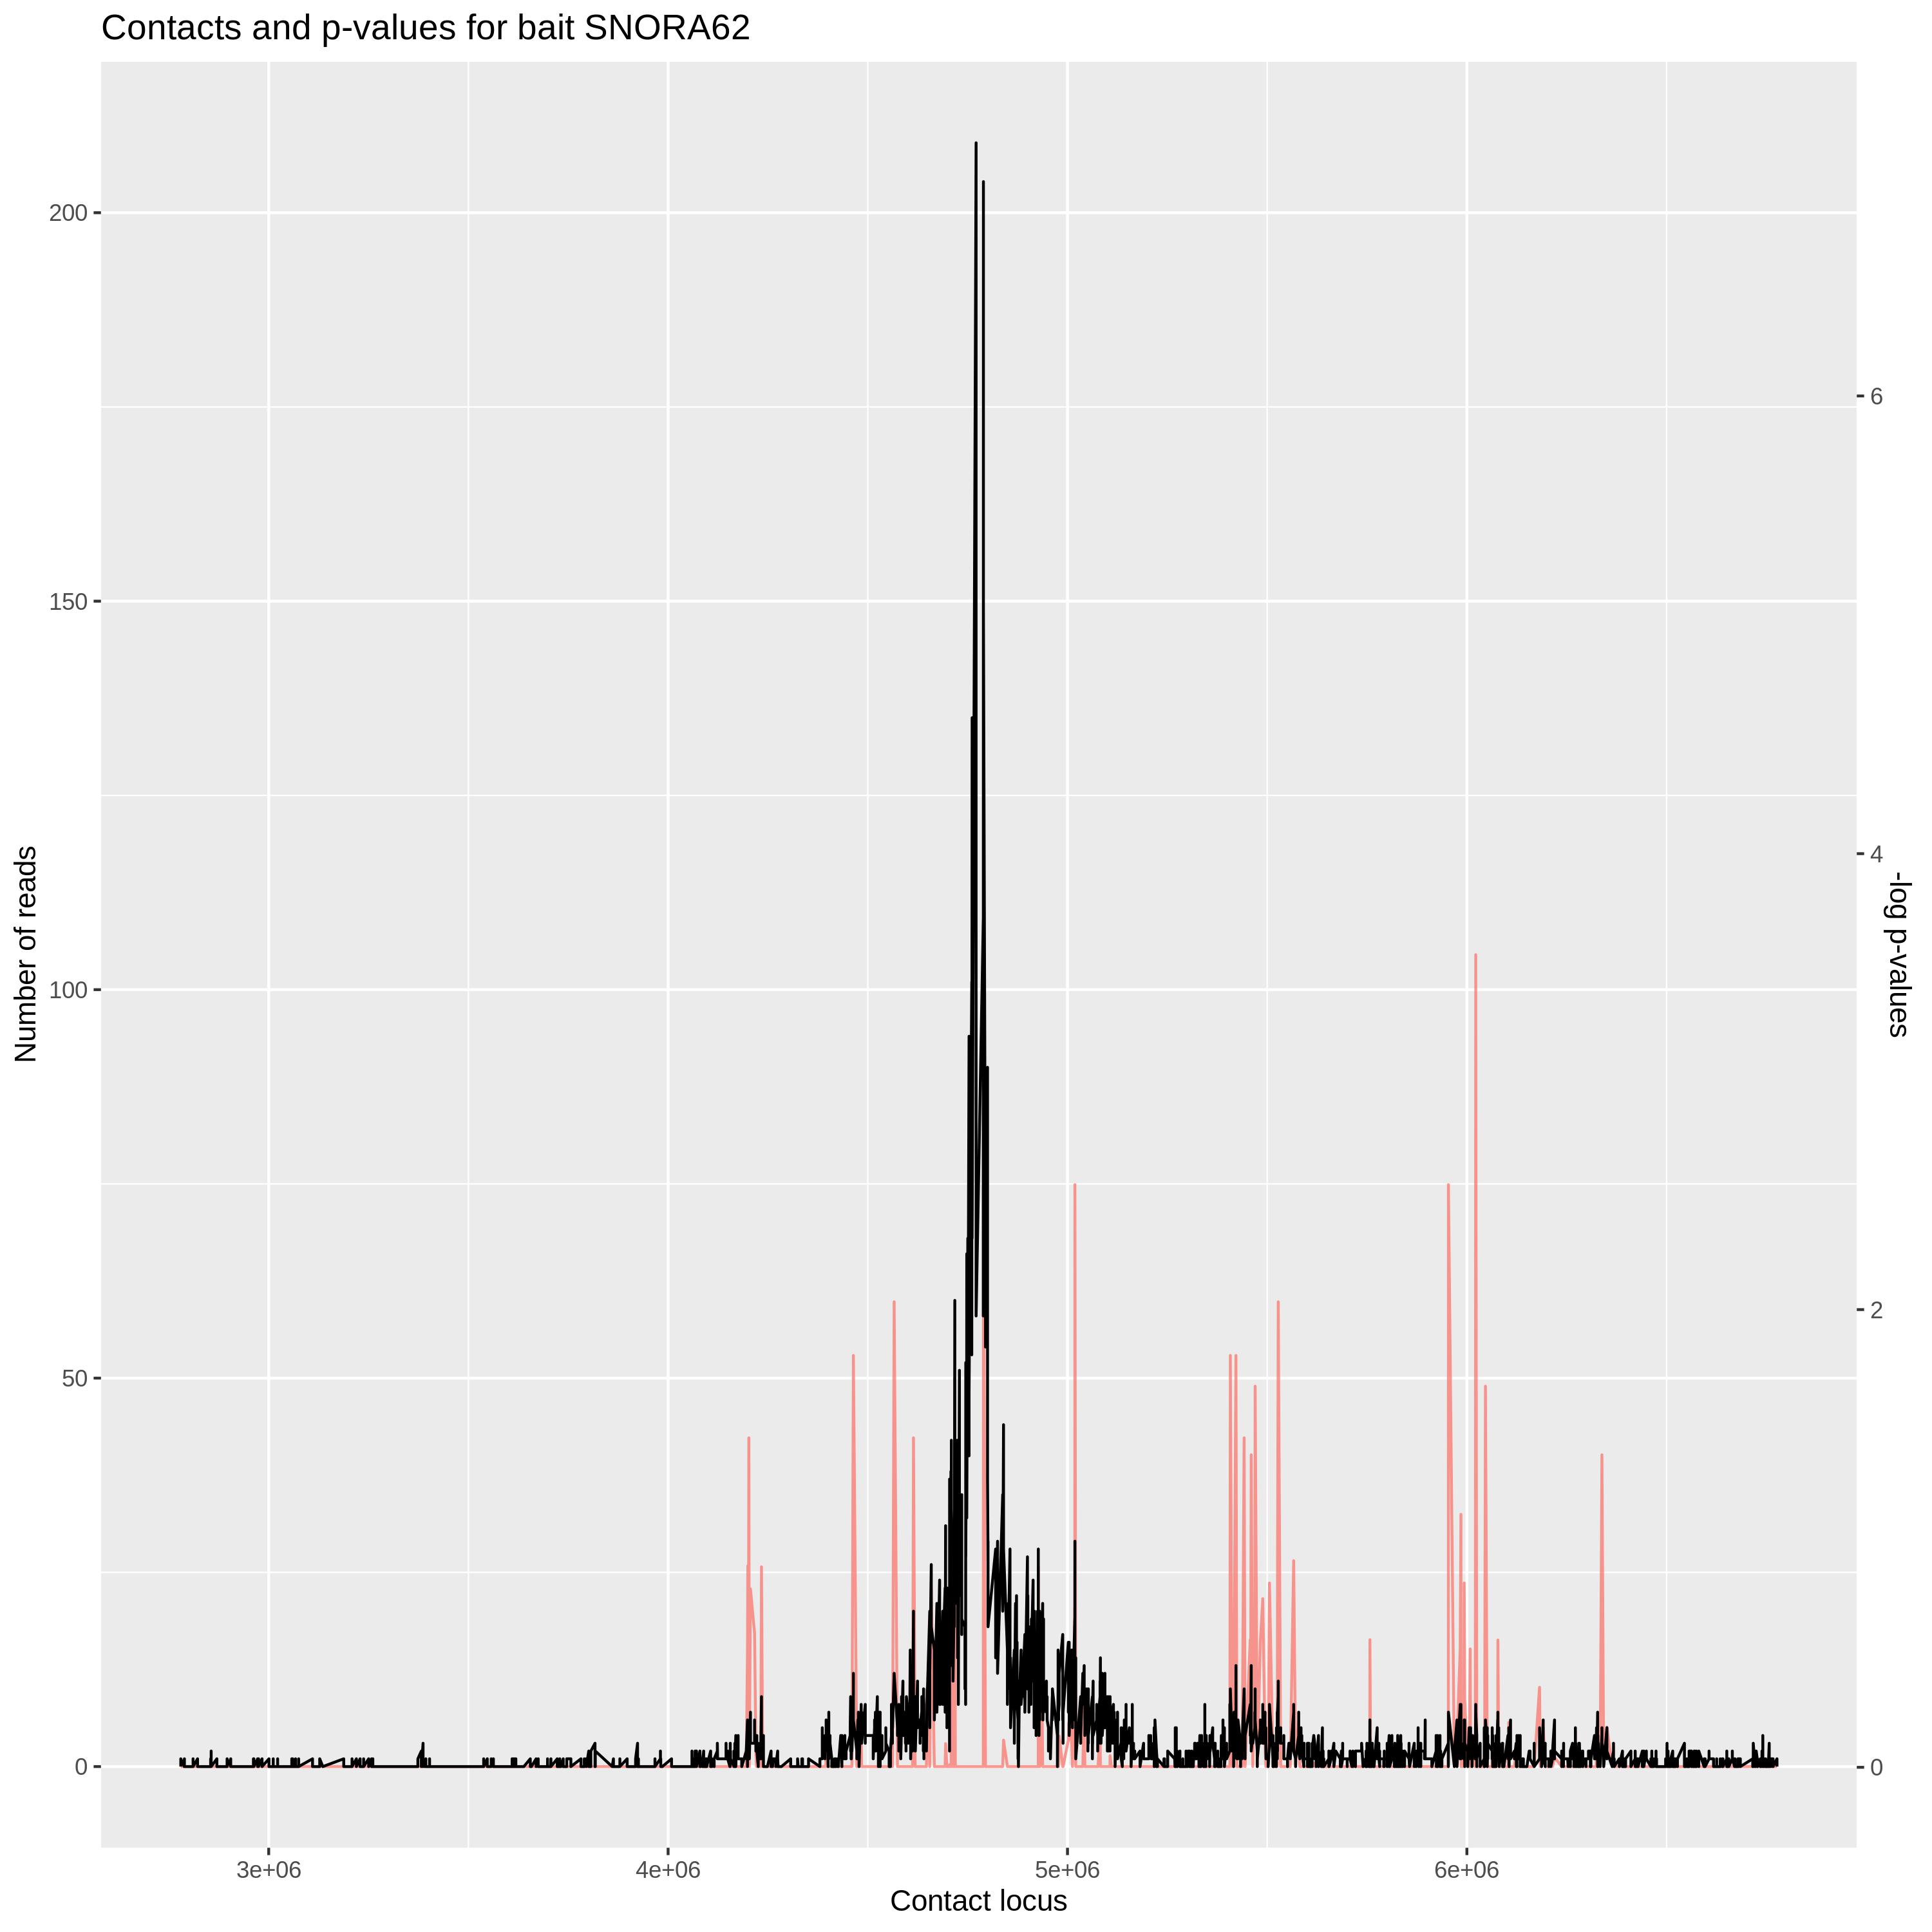 Contacts and p-values for bait SNORA62
200
150
100
50
0
Number of reads
6
4
2
0
-log p-values
3e+06 4e+06 5e+06 6e+06
Contact locus